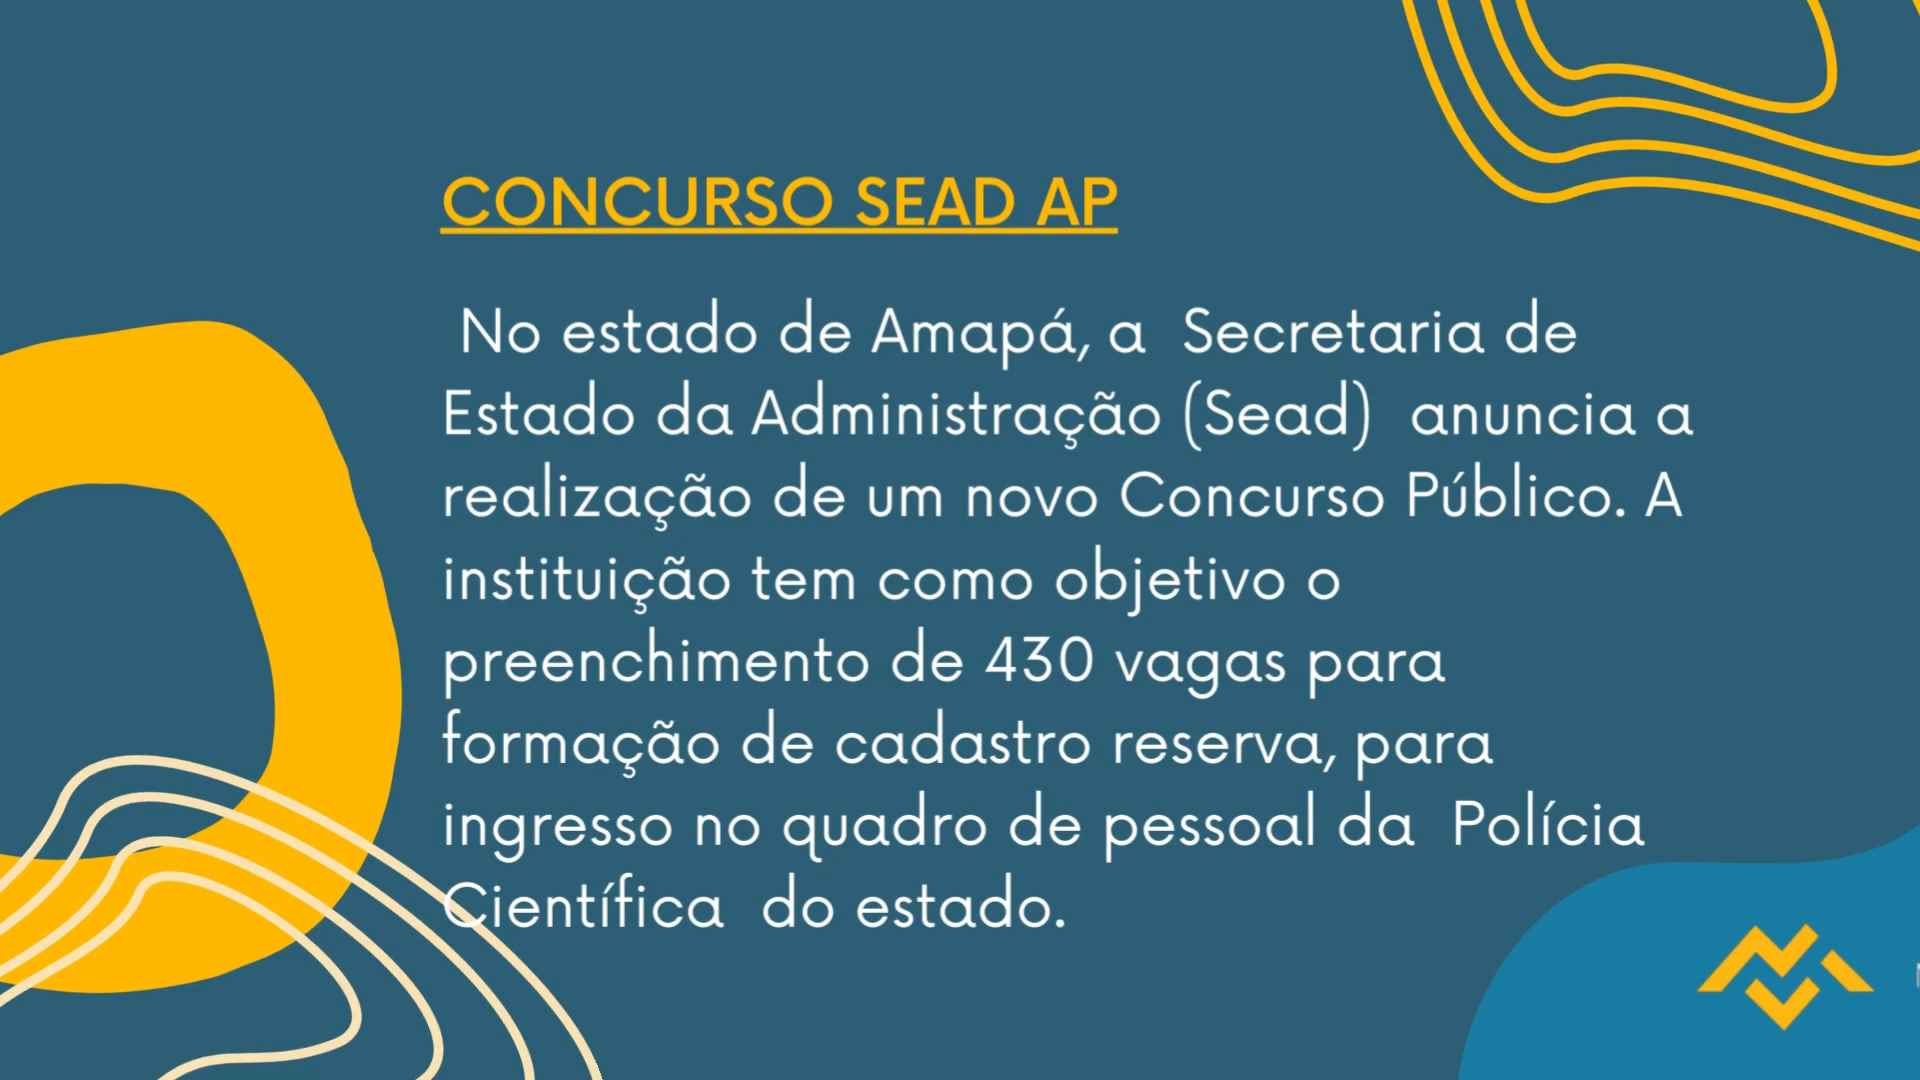 CONCURSO SEAD AP
No estado de Amapá, a Secretaria de
Estado da Administração (Sead) anuncia a
realização de um novo Concurso Público. A
instituição tem como objetivo o
preenchimento de 430 vagas para
formação de cadastro reserva, para
ingresso no quadro de pessoal da Polícia
Científica do estado.